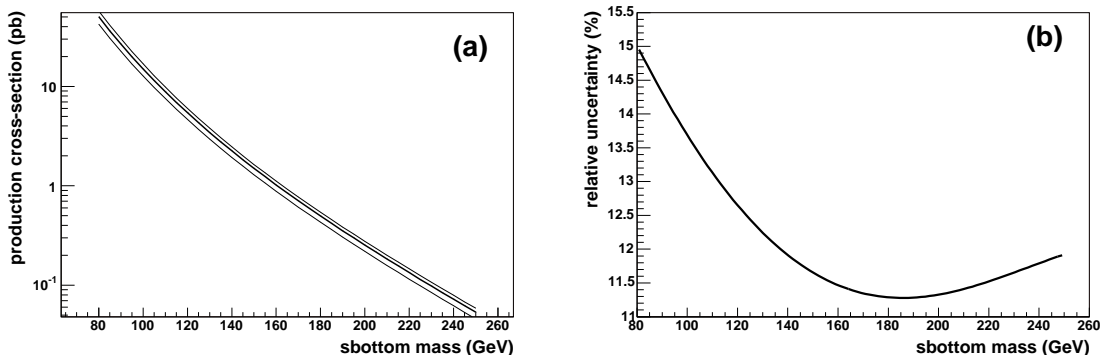 production cross-section (pb)
10
1
10^-1
(a)
80 100 120 140 160 180 200 220 240 260
sbottom mass (GeV)
relative uncertainty (%)
15.5
15
14.5
14
13.5
13
12.5
12
11.5
11
(b)
80 100 120 140 160 180 200 220 240 260
sbottom mass (GeV)